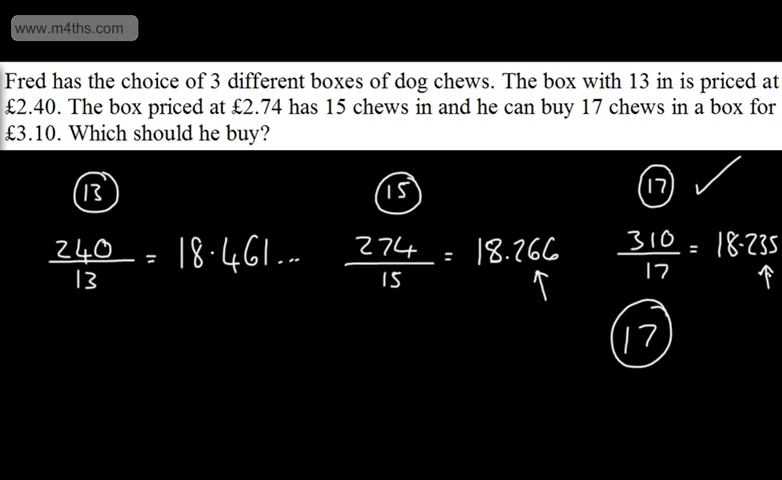 www.m4ths.com
Fred has the choice of 3 different boxes of dog chews. The box with 13 in is priced at
£2.40. The box priced at £2.74 has 15 chews in and he can buy 17 chews in a box for
£3.10. Which should he buy?
13 15 17 ✓
240/13 = 18.461... 274/15 = 18.266 310/17 = 18.235
17